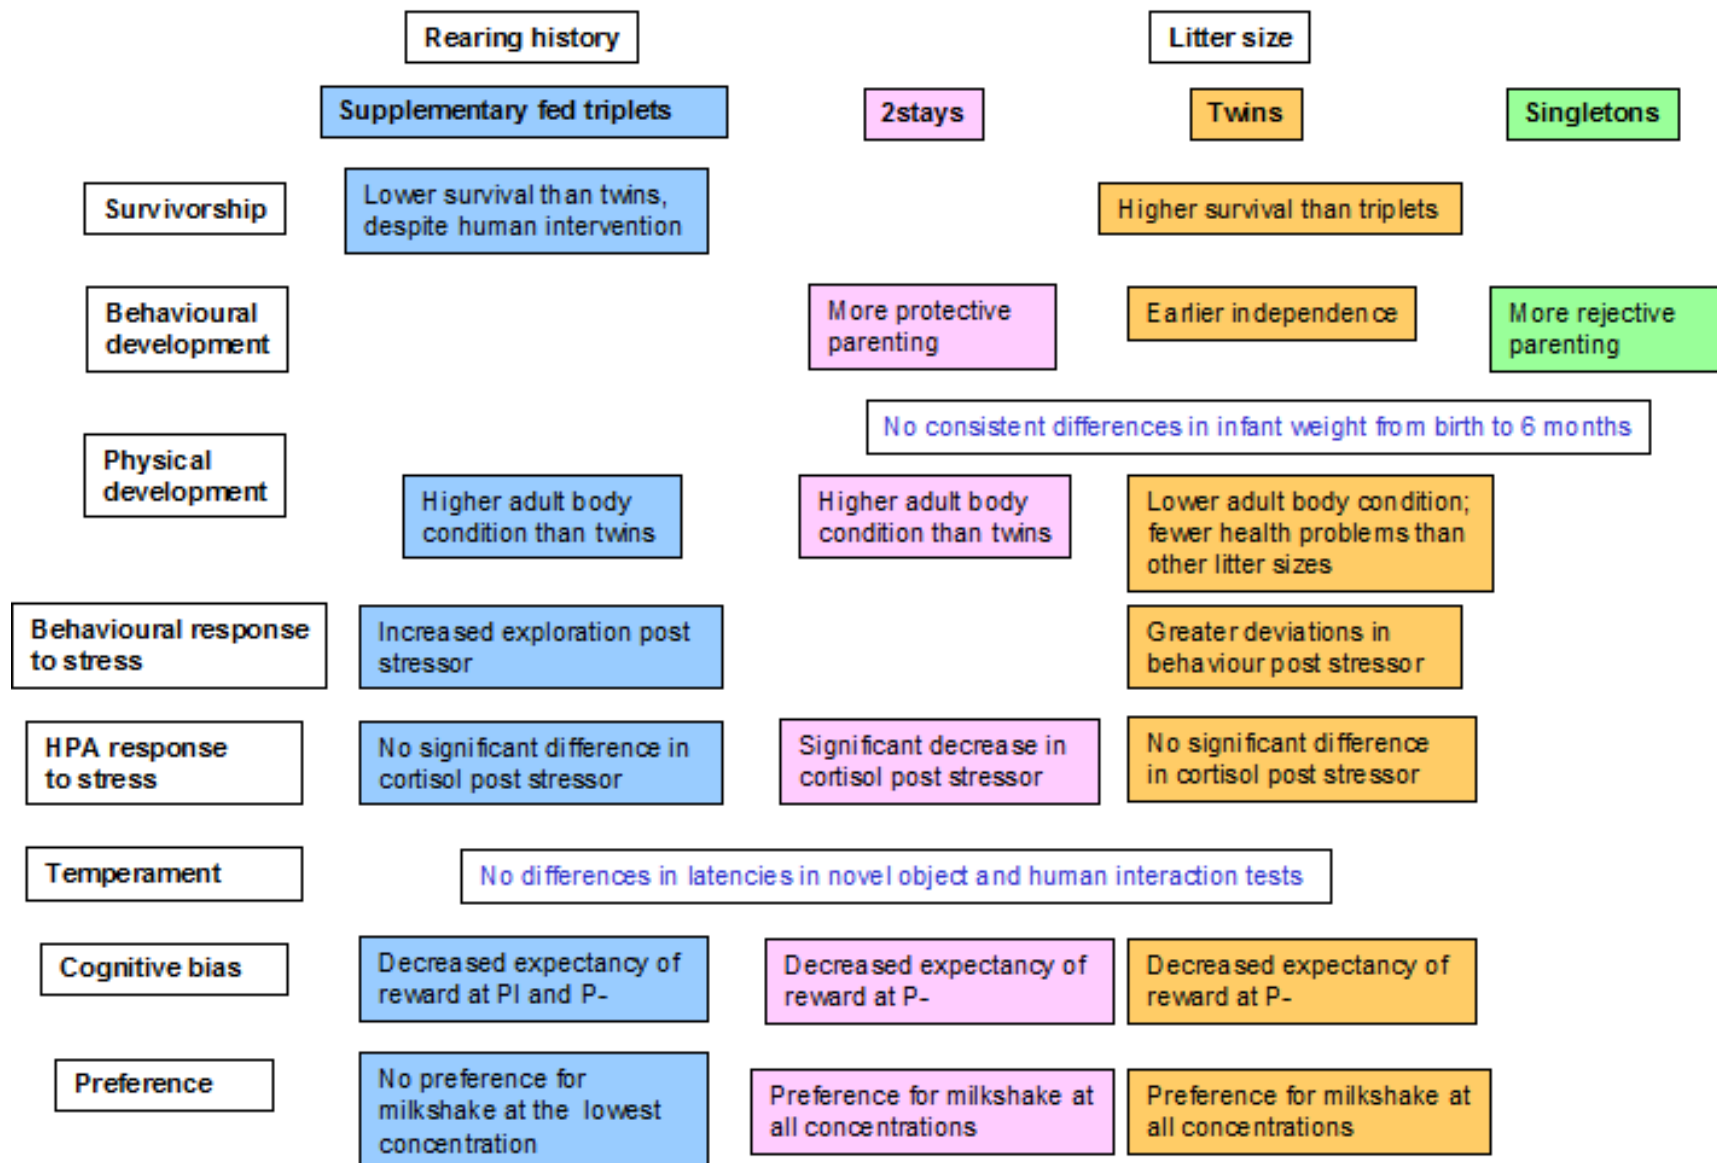 Rearing history
Litter size
Supplementary fed triplets
2stays
Twins
Singletons
Survivorship
Lower survival than twins,
despite human intervention
Higher survival than triplets
Behavioural
development
More protective
parenting
Earlier independence
More rejective
parenting
Physical
development
No consistent differences in infant weight from birth to 6 months
Higher adult body
condition than twins
Higher adult body
condition than twins
Lower adult body condition;
fewer health problems than
other litter sizes
Behavioural response
to stress
Increased exploration post
stressor
Greater deviations in
behaviour post stressor
HPA response
to stress
No significant difference in
cortisol post stressor
Significant decrease in
cortisol post stressor
No significant difference
in cortisol post stressor
Temperament
No differences in latencies in novel object and human interaction tests
Cognitive bias
Decreased expectancy of
reward at PI and P-
Decreased expectancy of
reward at P-
Decreased expectancy of
reward at P-
Preference
No preference for
milkshake at the lowest
concentration
Preference for milkshake at
all concentrations
Preference for milkshake at
all concentrations